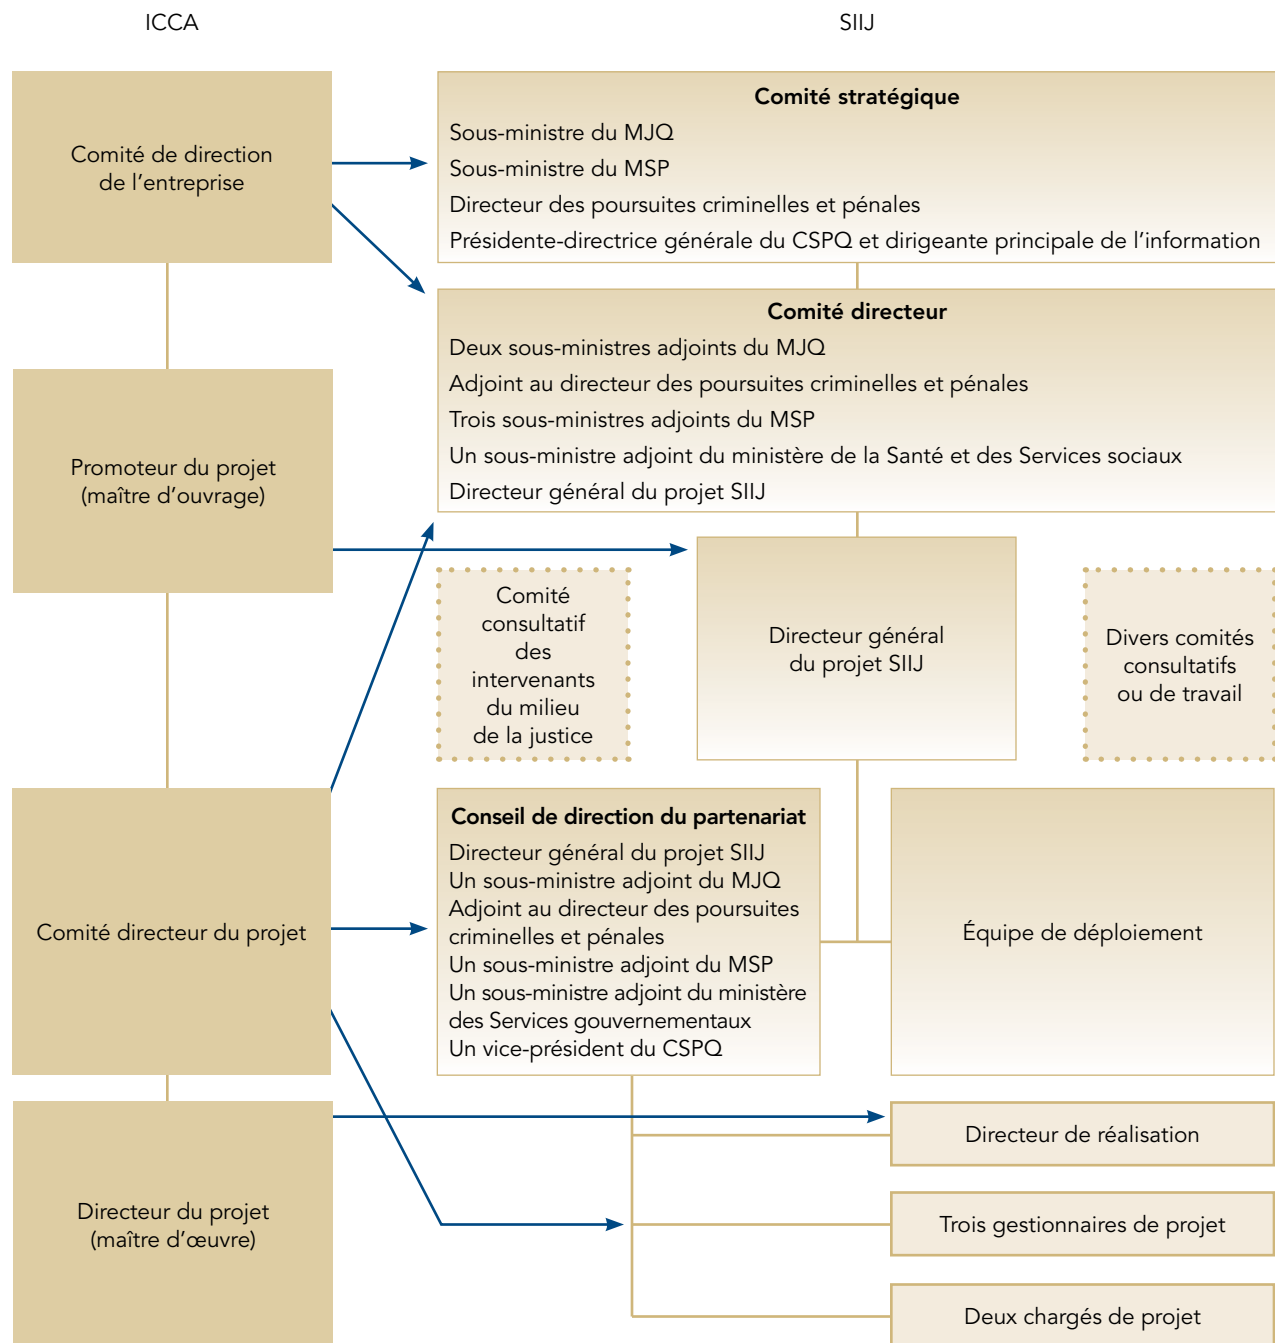 ICCA
SIIJ
Comité de direction
de l'entreprise
Comité stratégique
Sous-ministre du MJQ
Sous-ministre du MSP
Directeur des poursuites criminelles et pénales
Présidente-directrice générale du CSPQ et dirigeante principale de l'information
Comité directeur
Deux sous-ministres adjoints du MJQ
Adjoint au directeur des poursuites criminelles et pénales
Trois sous-ministres adjoints du MSP
Un sous-ministre adjoint du ministère de la Santé et des Services sociaux
Directeur général du projet SIIJ
Promoteur du projet
(maître d'ouvrage)
Comité
consultatif
des
intervenants
du milieu
de la justice
Directeur général
du projet SIIJ
Divers comités
consultatifs
ou de travail
Comité directeur du projet
Conseil de direction du partenariat
Directeur général du projet SIIJ
Un sous-ministre adjoint du MJQ
Adjoint au directeur des poursuites
criminelles et pénales
Un sous-ministre adjoint du MSP
Un sous-ministre adjoint du ministère
des Services gouvernementaux
Un vice-président du CSPQ
Équipe de déploiement
Directeur du projet
(maître d'œuvre)
Directeur de réalisation
Trois gestionnaires de projet
Deux chargés de projet